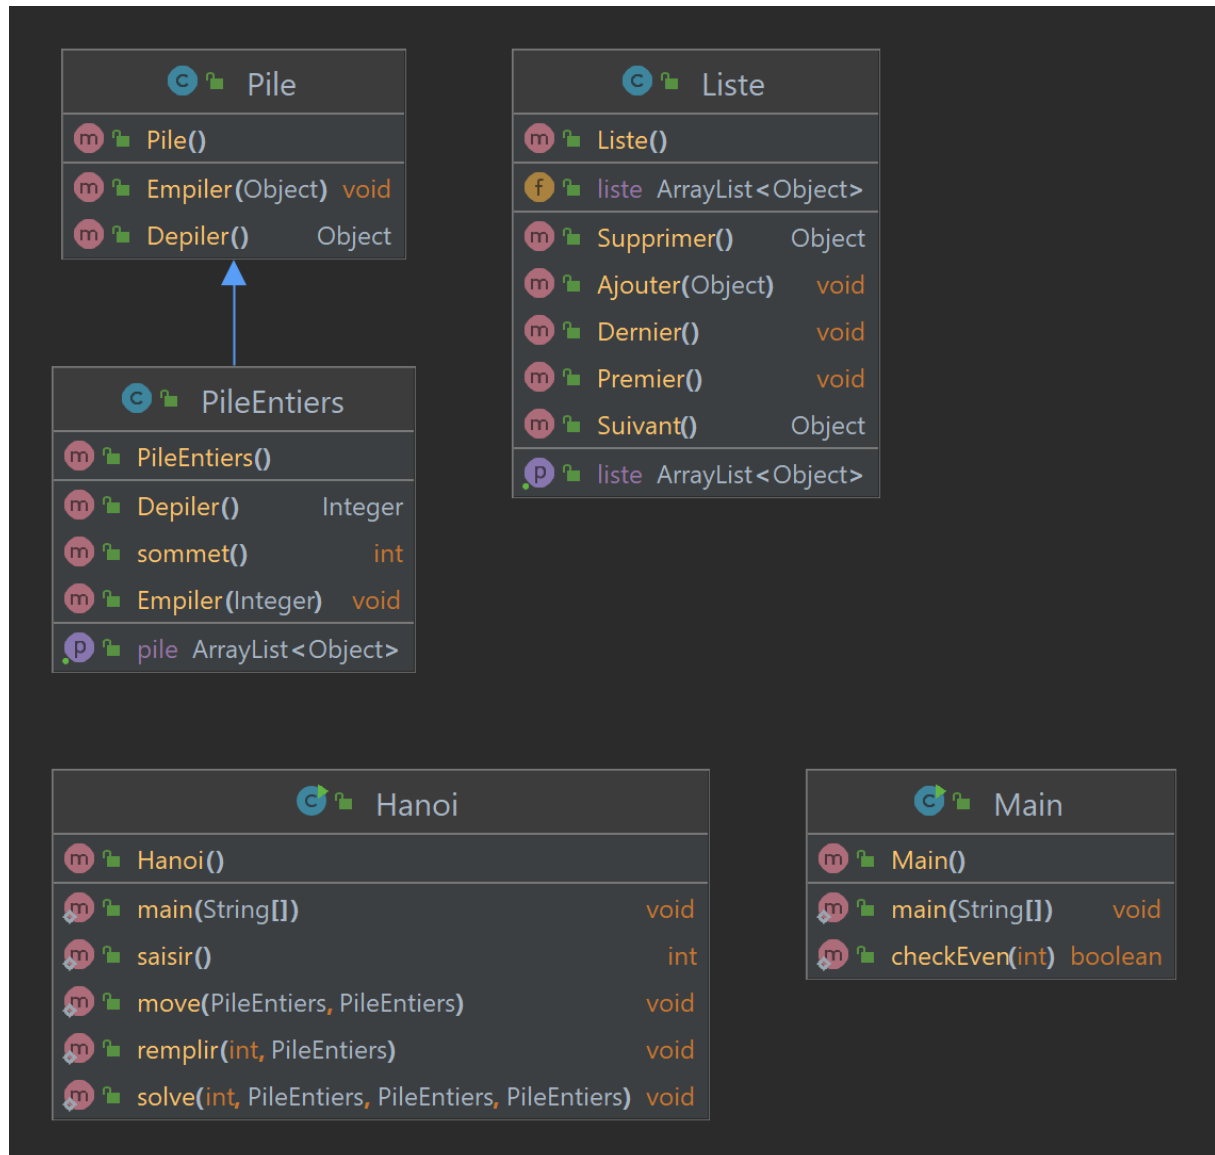 Pile
Pile()
Empiler(Object) void
Depiler() Object
Liste
Liste()
liste ArrayList<Object>
Supprimer() Object
Ajouter(Object) void
Dernier() void
Premier() void
Suivant() Object
liste ArrayList<Object>
PileEntiers
PileEntiers()
Depiler() Integer
sommet() int
Empiler(Integer) void
pile ArrayList<Object>
Hanoi
Hanoi()
main(String[]) void
saisir() int
move(PileEntiers, PileEntiers) void
remplir(int, PileEntiers) void
solve(int, PileEntiers, PileEntiers, PileEntiers) void
Main
Main()
main(String[]) void
checkEven(int) boolean